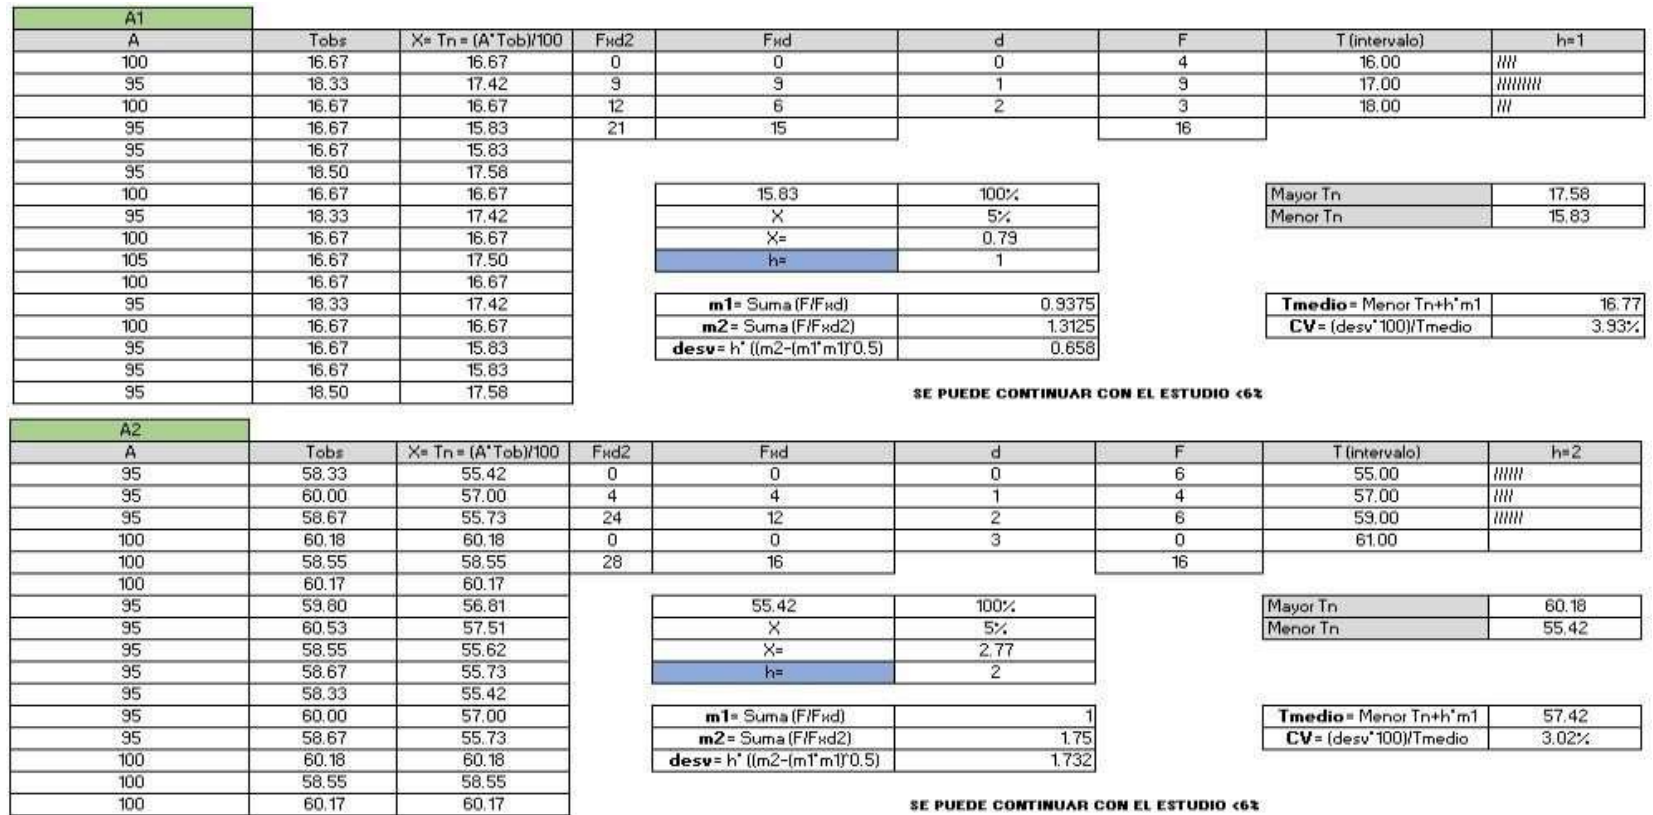 A1
A Tobs X= Tn = (A*Tob)/100 Fxd2 Fxd d F T (intervalo) h=1
100 16.67 16.67 0 0 0 4 16.00 ////
95 18.33 17.42 9 9 1 9 17.00 /////////
100 16.67 16.67 12 6 2 3 18.00 ///
95 16.67 15.83 21 15 16
95 16.67 15.83
95 18.50 17.58
100 16.67 16.67 15.83 100% Mayor Tn 17.58
95 18.33 17.42 X 5% Menor Tn 15.83
100 16.67 16.67 X= 0.79
105 16.67 17.50 h= 1
100 16.67 16.67
95 18.33 17.42 m1= Suma (F/Fxd) 0.9375 Tmedio= Menor Tn+h*m1 16.77
100 16.67 16.67 m2= Suma (F/Fxd2) 1.3125 CV= (desv*100)/Tmedio 3.93%
95 16.67 15.83 desv= h* ((m2-(m1*m1)^0.5) 0.658
95 16.67 15.83
95 18.50 17.58 SE PUEDE CONTINUAR CON EL ESTUDIO <6%
A2
A Tobs X= Tn = (A*Tob)/100 Fxd2 Fxd d F T (intervalo) h=2
95 58.33 55.42 0 0 0 6 55.00 //////
95 60.00 57.00 4 4 1 4 57.00 ////
95 58.67 55.73 24 12 2 6 59.00 //////
100 60.18 60.18 0 0 3 0 61.00
100 58.55 58.55 28 16 16
100 60.17 60.17
95 59.80 56.81 55.42 100% Mayor Tn 60.18
95 60.53 57.51 X 5% Menor Tn 55.42
95 58.55 55.62 X= 2.77
95 58.67 55.73 h= 2
95 58.33 55.42
95 60.00 57.00 m1= Suma (F/Fxd) 1 Tmedio= Menor Tn+h*m1 57.42
95 58.67 55.73 m2= Suma (F/Fxd2) 1.75 CV= (desv*100)/Tmedio 3.02%
100 60.18 60.18 desv= h* ((m2-(m1*m1)^0.5) 1.732
100 58.55 58.55
100 60.17 60.17 SE PUEDE CONTINUAR CON EL ESTUDIO <6%